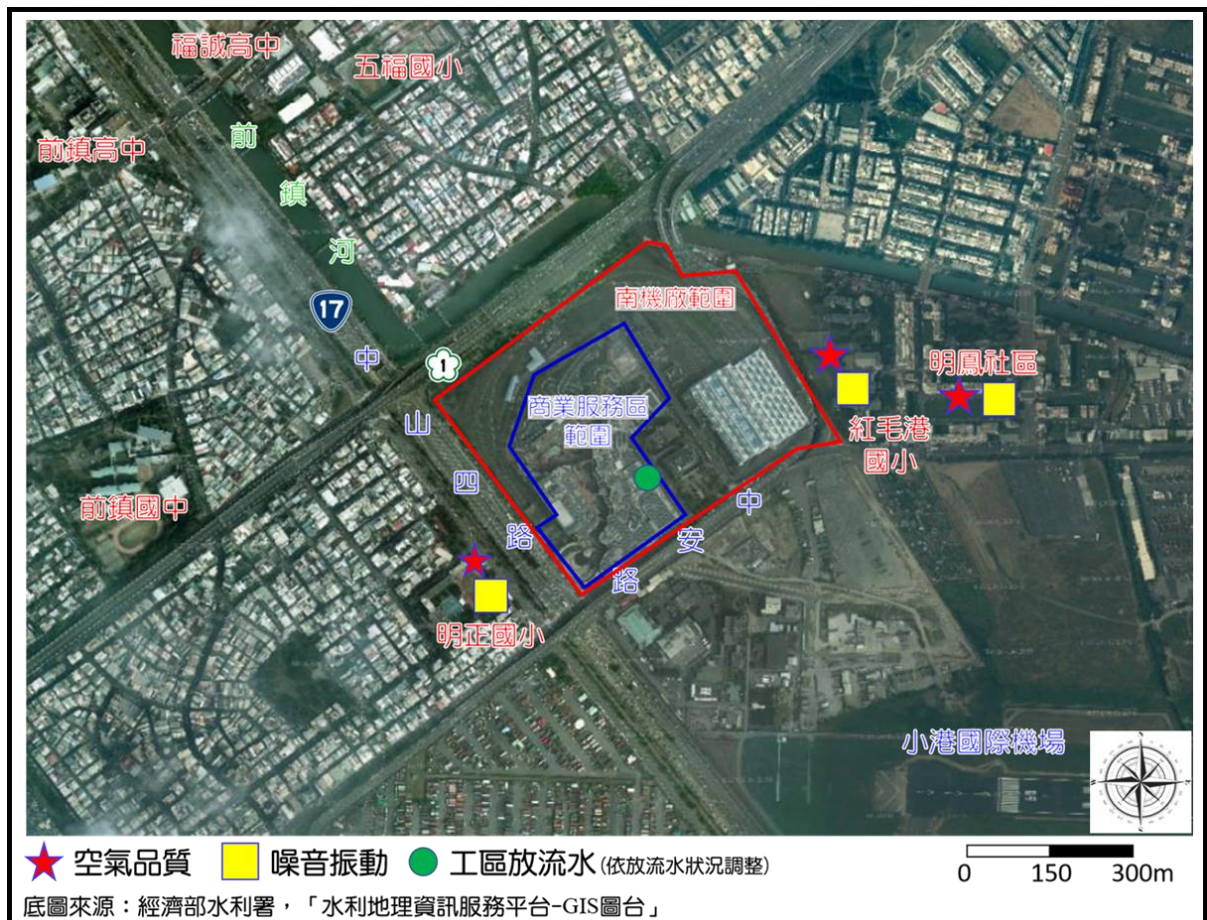 福誠高中
五福國小
前鎮高中
前
鎮
河
17
1
南機廠範圍
中
山
四
路
商業服務區
範圍
明鳳社區
紅毛港
國小
前鎮國中
中
安
路
明正國小
小港國際機場
空氣品質 噪音振動 工區放流水(依放流水狀況調整)
0 150 300m
底圖來源：經濟部水利署，「水利地理資訊服務平台-GIS圖台」